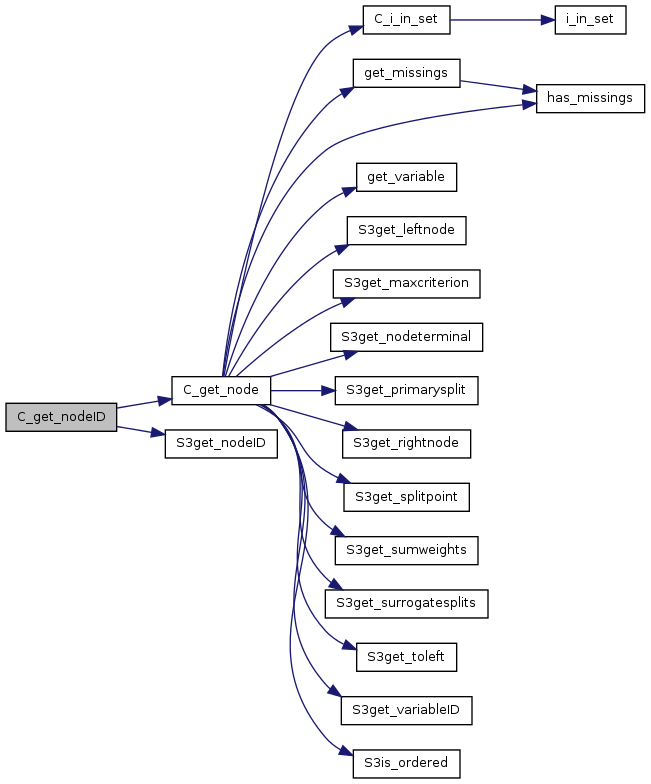 C_i_in_set
i_in_set
get_missings
has_missings
get_variable
S3get_leftnode
S3get_maxcriterion
S3get_nodeterminal
C_get_node
S3get_primarysplit
C_get_nodeID
S3get_nodeID
S3get_rightnode
S3get_splitpoint
S3get_sumweights
S3get_surrogatesplits
S3get_toleft
S3get_variableID
S3is_ordered